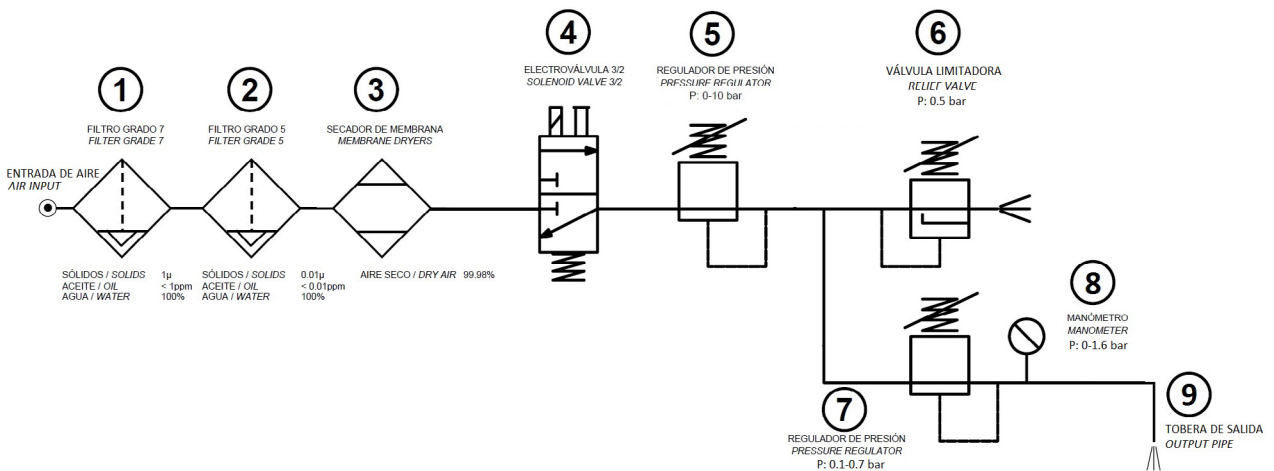 1
FILTRO GRADO 7
FILTER GRADE 7
2
FILTRO GRADO 5
FILTER GRADE 5
3
SECADOR DE MEMBRANA
MEMBRANE DRYERS
4
ELECTROVÁLVULA 3/2
SOLENOID VALVE 3/2
5
REGULADOR DE PRESIÓN
PRESSURE REGULATOR
P: 0-10 bar
6
VÁLVULA LIMITADORA
RELIEF VALVE
P: 0.5 bar
ENTRADA DE AIRE
AIR INPUT
SÓLIDOS / SOLIDS 1µ
ACEITE / OIL < 1ppm
AGUA / WATER 100%
SÓLIDOS / SOLIDS 0.01µ
ACEITE / OIL < 0.01ppm
AGUA / WATER 100%
AIRE SECO / DRY AIR 99.98%
8
MANÓMETRO
MANOMETER
P: 0-1.6 bar
7
REGULADOR DE PRESIÓN
PRESSURE REGULATOR
P: 0.1-0.7 bar
9
TOBERA DE SALIDA
OUTPUT PIPE